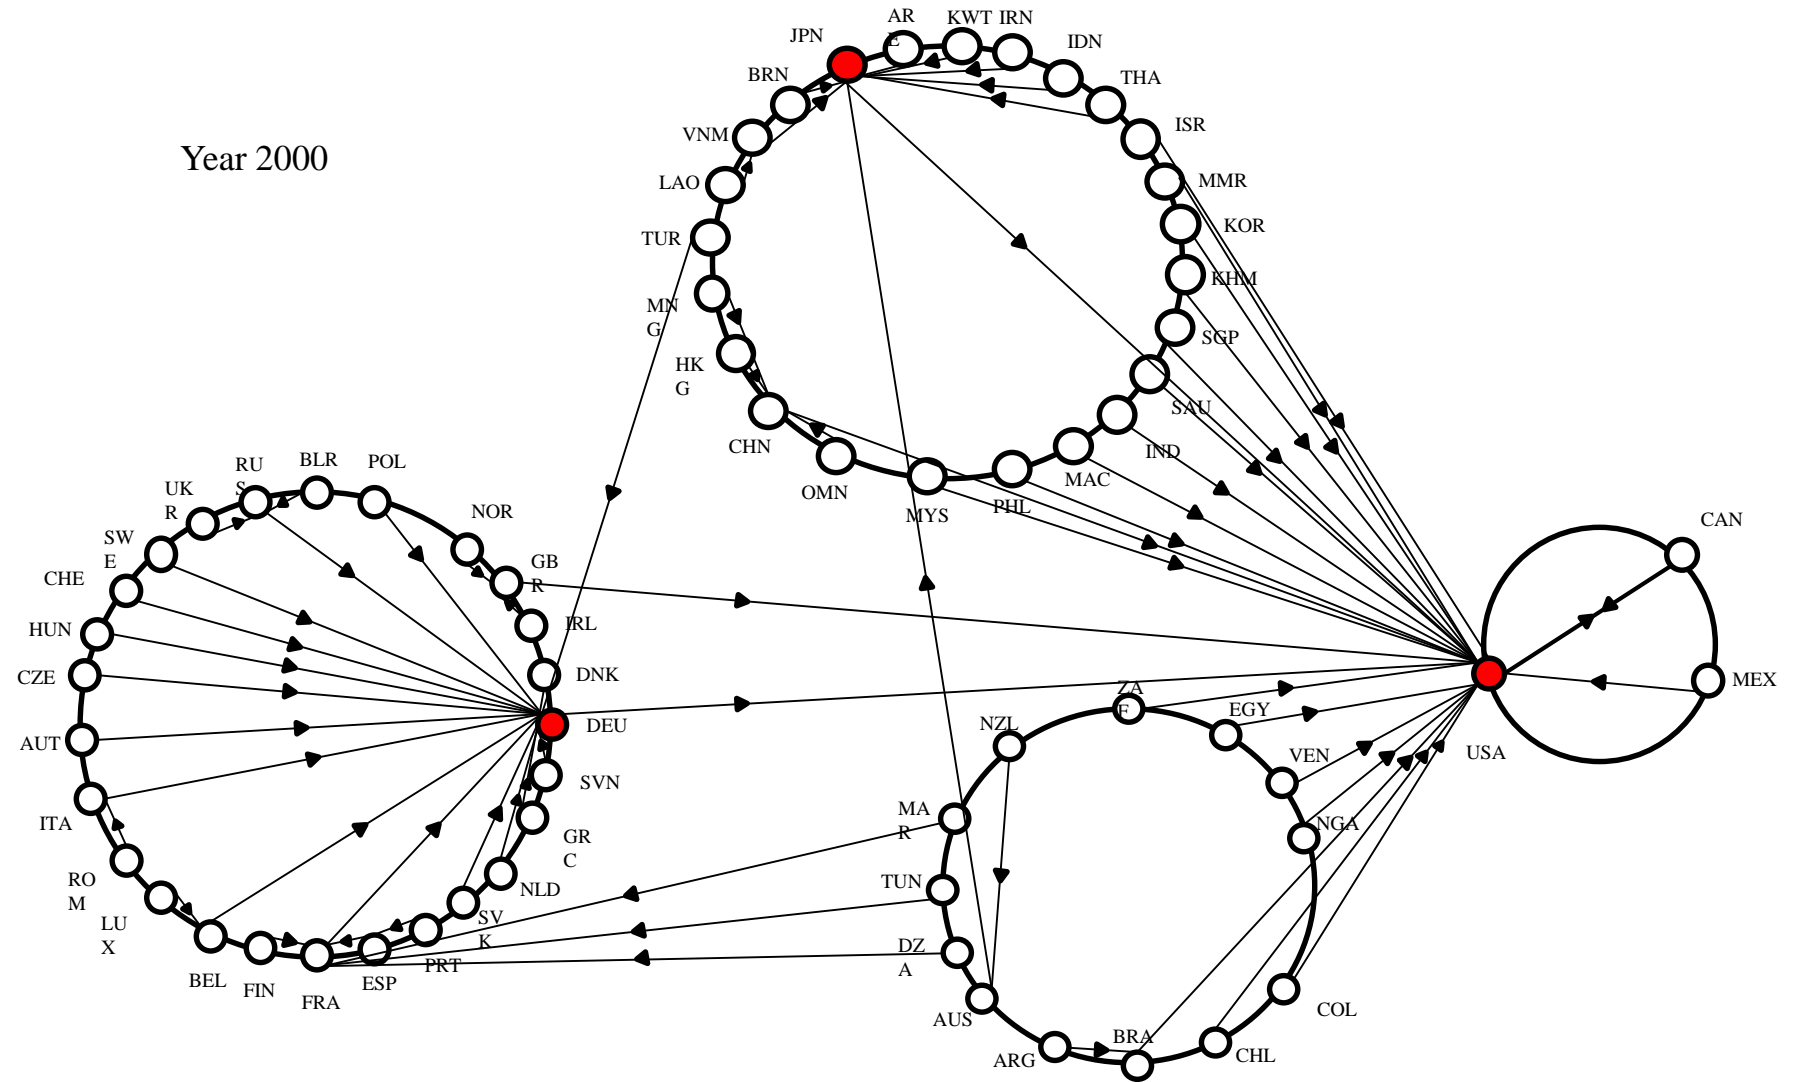 AR
E
KWT IRN
JPN
IDN
BRN
THA
VNM
ISR
Year 2000
LAO
MMR
KOR
TUR
KHM
MN
G
SGP
HK
G
SAU
CHN
IND
MAC
OMN
PHL
MYS
RU
S
BLR
POL
UK
R
NOR
CAN
SW
E
GB
R
CHE
IRL
HUN
CZE
DNK
MEX
ZA
F
EGY
DEU
NZL
AUT
USA
VEN
SVN
MA
R
NGA
ITA
GR
C
RO
M
NLD
TUN
LU
X
SV
K
DZ
A
PRT
BEL
FIN
ESP
FRA
AUS
COL
BRA
ARG
CHL